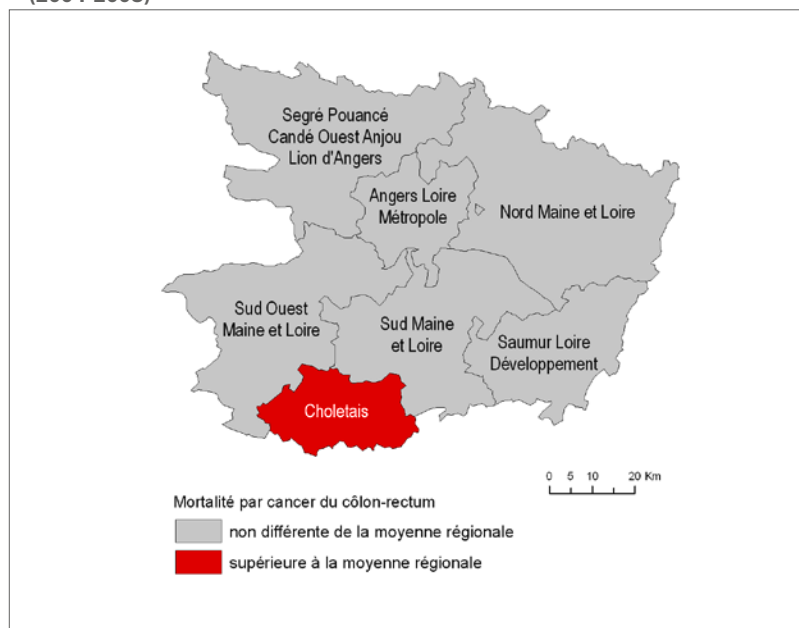 Segré Pouancé
Candé Ouest Anjou
Lion d'Angers
Angers Loire
Métropole
Nord Maine et Loire
Sud Ouest
Maine et Loire
Sud Maine
et Loire
Saumur Loire
Développement
Choletais
0 5 10 20 Km
Mortalité par cancer du côlon-rectum
non différente de la moyenne régionale
supérieure à la moyenne régionale